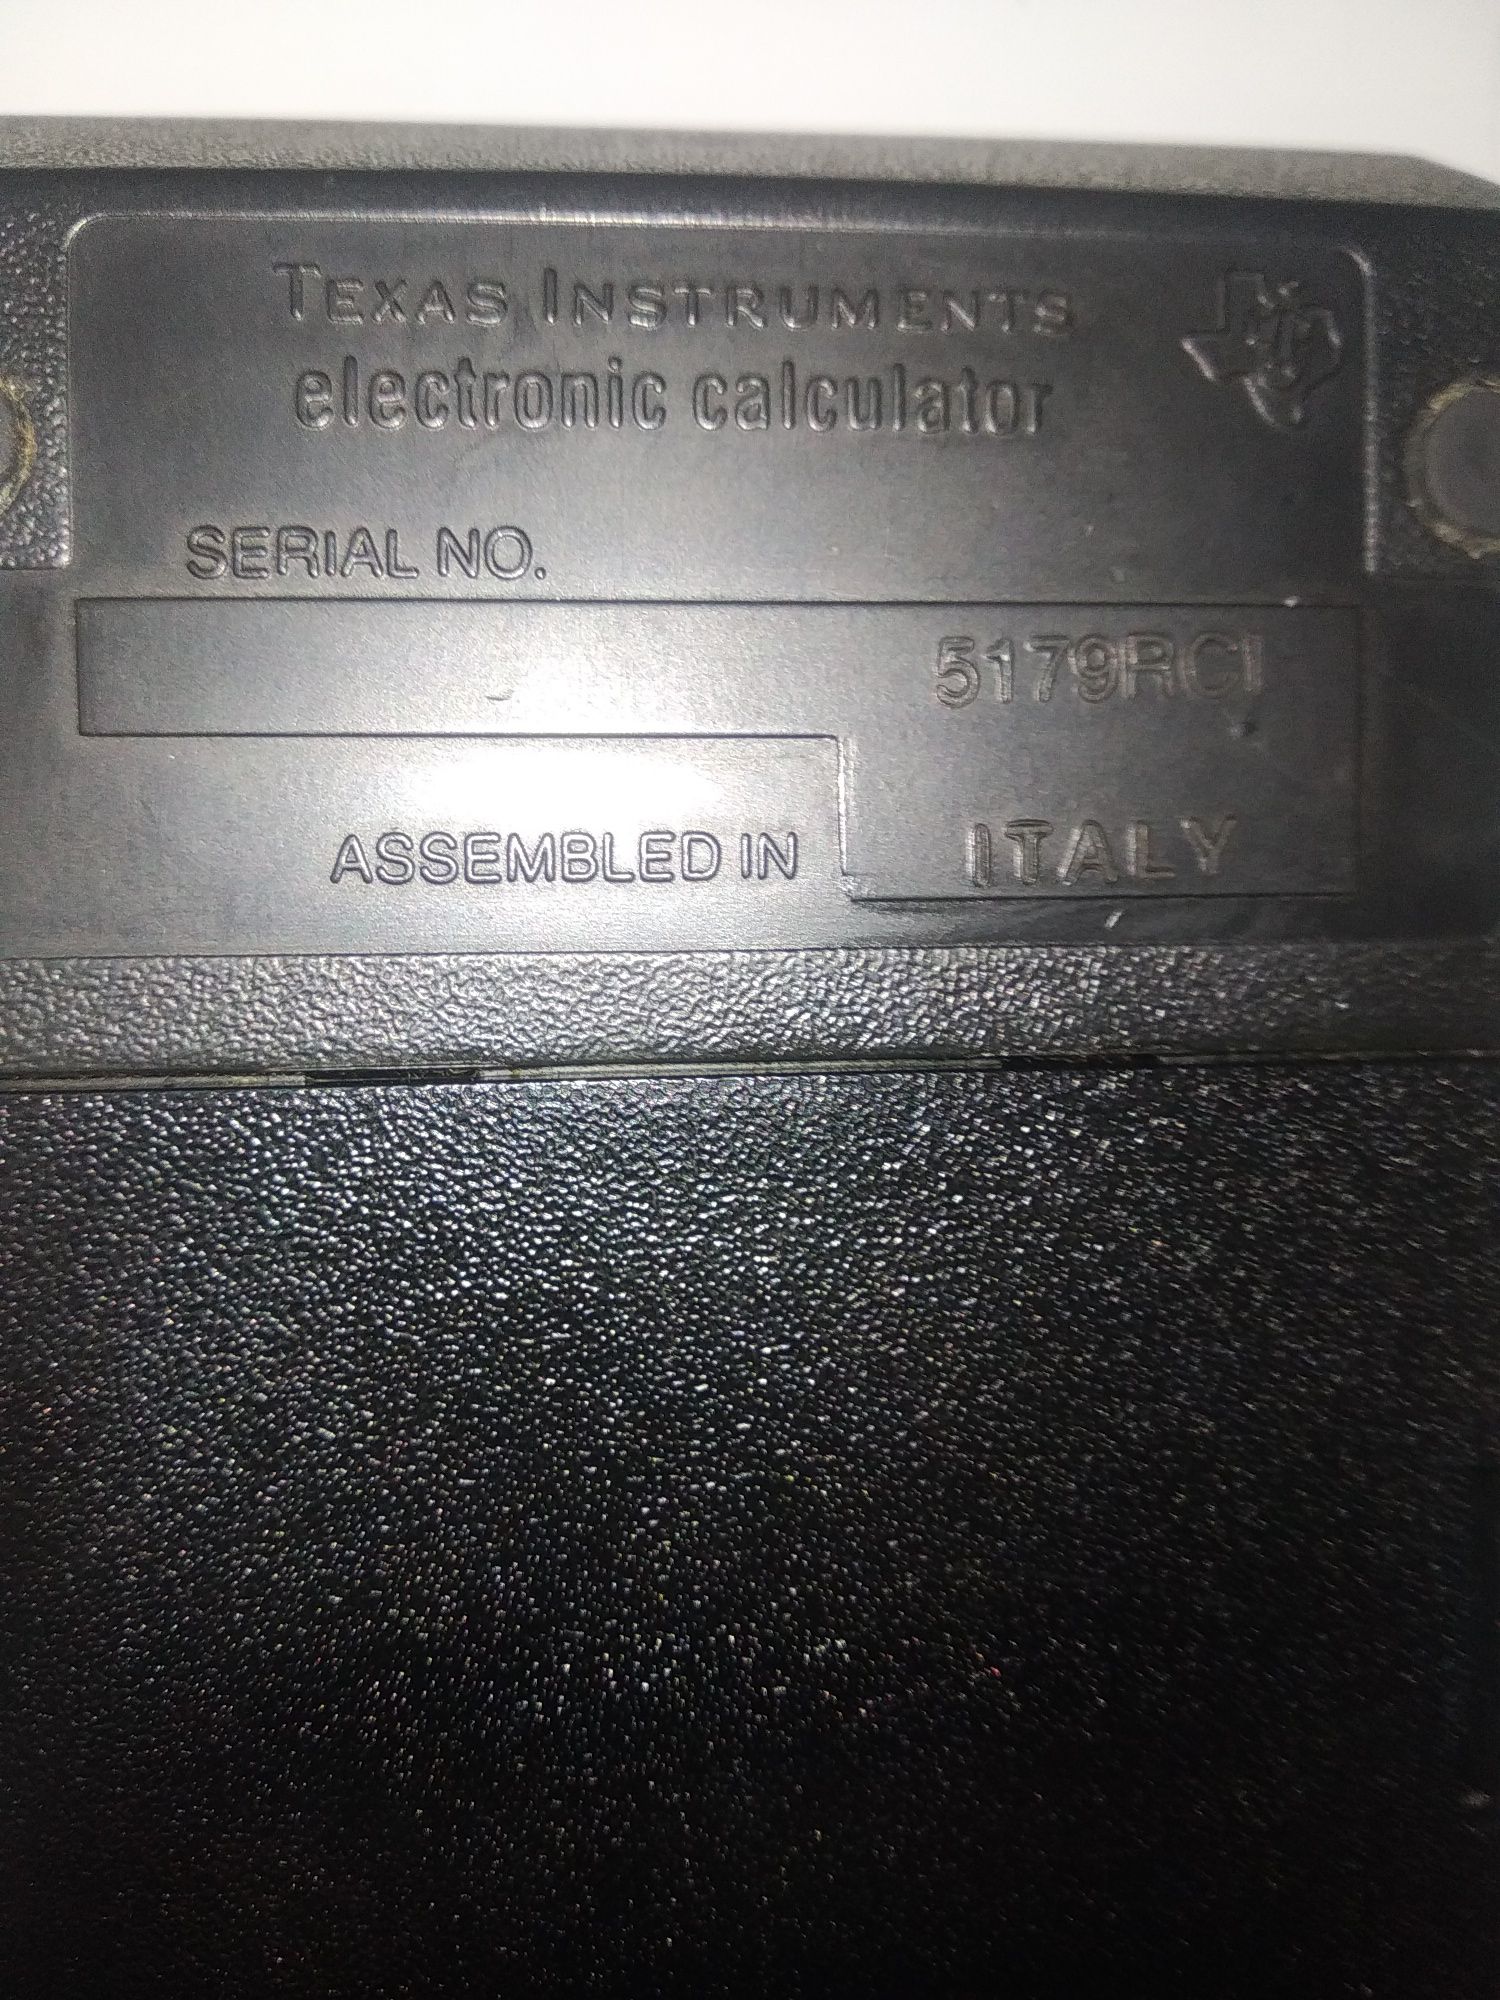 TEXAS INSTRUMENTS
electronic calculator
SERIAL NO.
5179RCI
ASSEMBLED IN ITALY